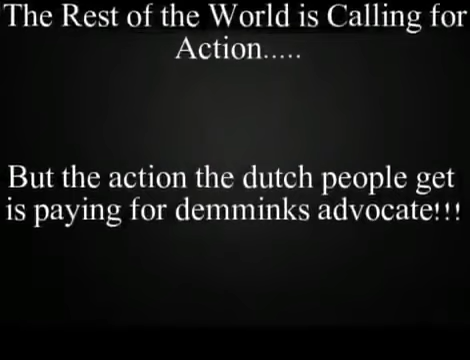 The Rest of the World is Calling for
Action.....
But the action the dutch people get
is paying for demminks advocate!!!